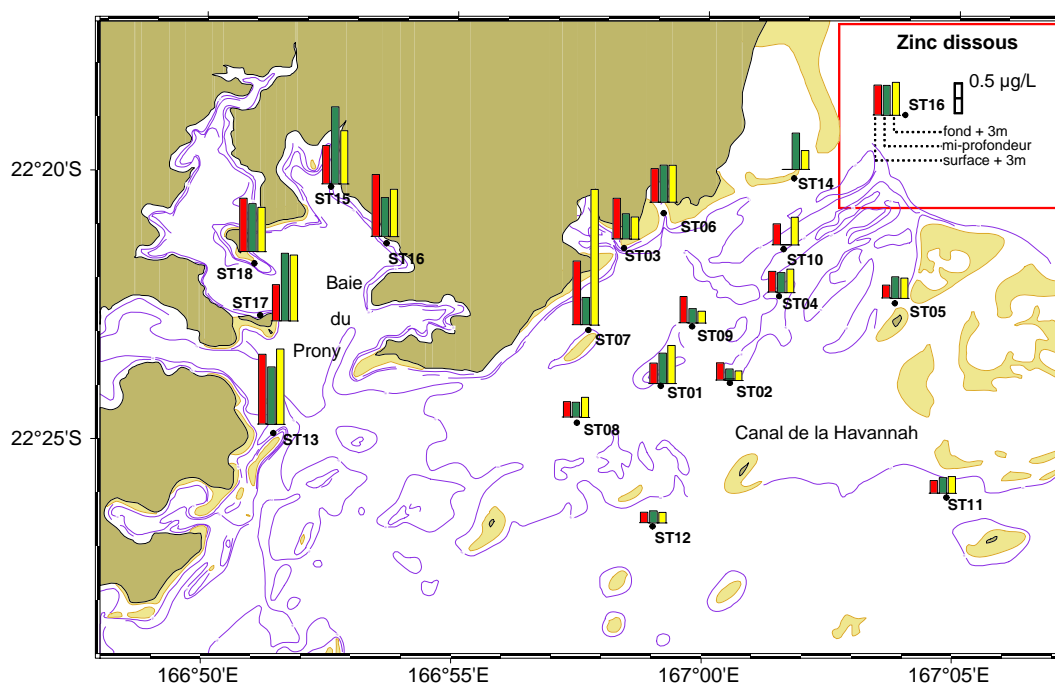 Zinc dissous
0.5 µg/L
ST16
fond + 3m
mi-profondeur
surface + 3m
22°20'S
ST15
ST14
ST06
ST16
ST03
ST10
ST18
Baie
ST17
ST04
ST05
du
ST07
ST09
Prony
ST01
ST02
ST08
Canal de la Havannah
22°25'S
ST13
ST11
ST12
166°50'E
166°55'E
167°00'E
167°05'E